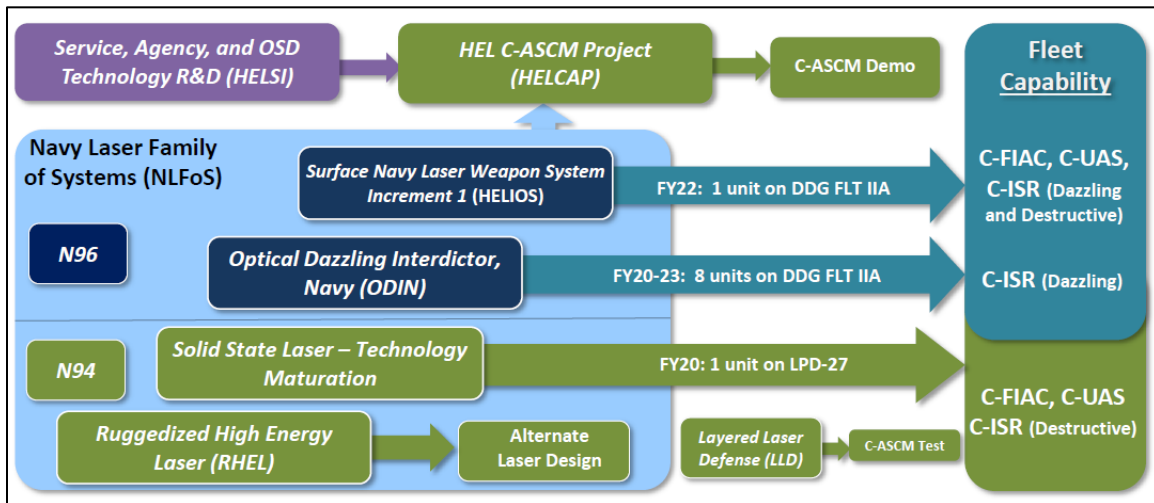 Service, Agency, and OSD
Technology R&D (HELSI)
HEL C-ASCM Project
(HELCAP)
C-ASCM Demo
Fleet
Capability
Navy Laser Family
of Systems (NLFoS)
Surface Navy Laser Weapon System
Increment 1 (HELIOS)
FY22: 1 unit on DDG FLT IIA
C-FIAC, C-UAS,
C-ISR (Dazzling
and Destructive)
N96
Optical Dazzling Interdictor,
Navy (ODIN)
FY20-23: 8 units on DDG FLT IIA
C-ISR (Dazzling)
N94
Solid State Laser – Technology
Maturation
FY20: 1 unit on LPD-27
C-FIAC, C-UAS
C-ISR (Destructive)
Ruggedized High Energy
Laser (RHEL)
Alternate
Laser Design
Layered Laser
Defense (LLD)
C-ASCM Test